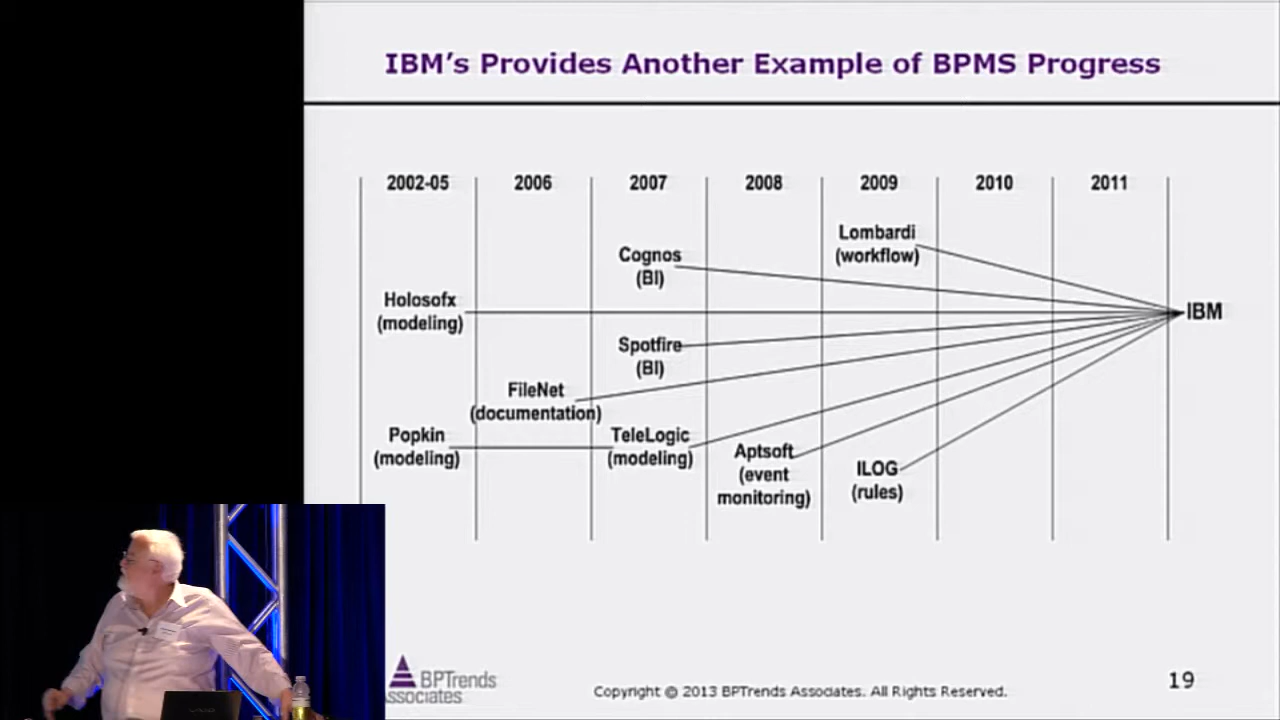 IBM's Provides Another Example of BPMS Progress
2002-05 2006 2007 2008 2009 2010 2011
Lombardi
(workflow)
Cognos
(BI)
Holosofx
(modeling)
IBM
Spotfire
(BI)
FileNet
(documentation)
Popkin
(modeling)
TeleLogic
(modeling)
Aptsoft
(event
monitoring)
ILOG
(rules)
BPTrends
Associates
Copyright © 2013 BPTrends Associates. All Rights Reserved.
19
VAIO